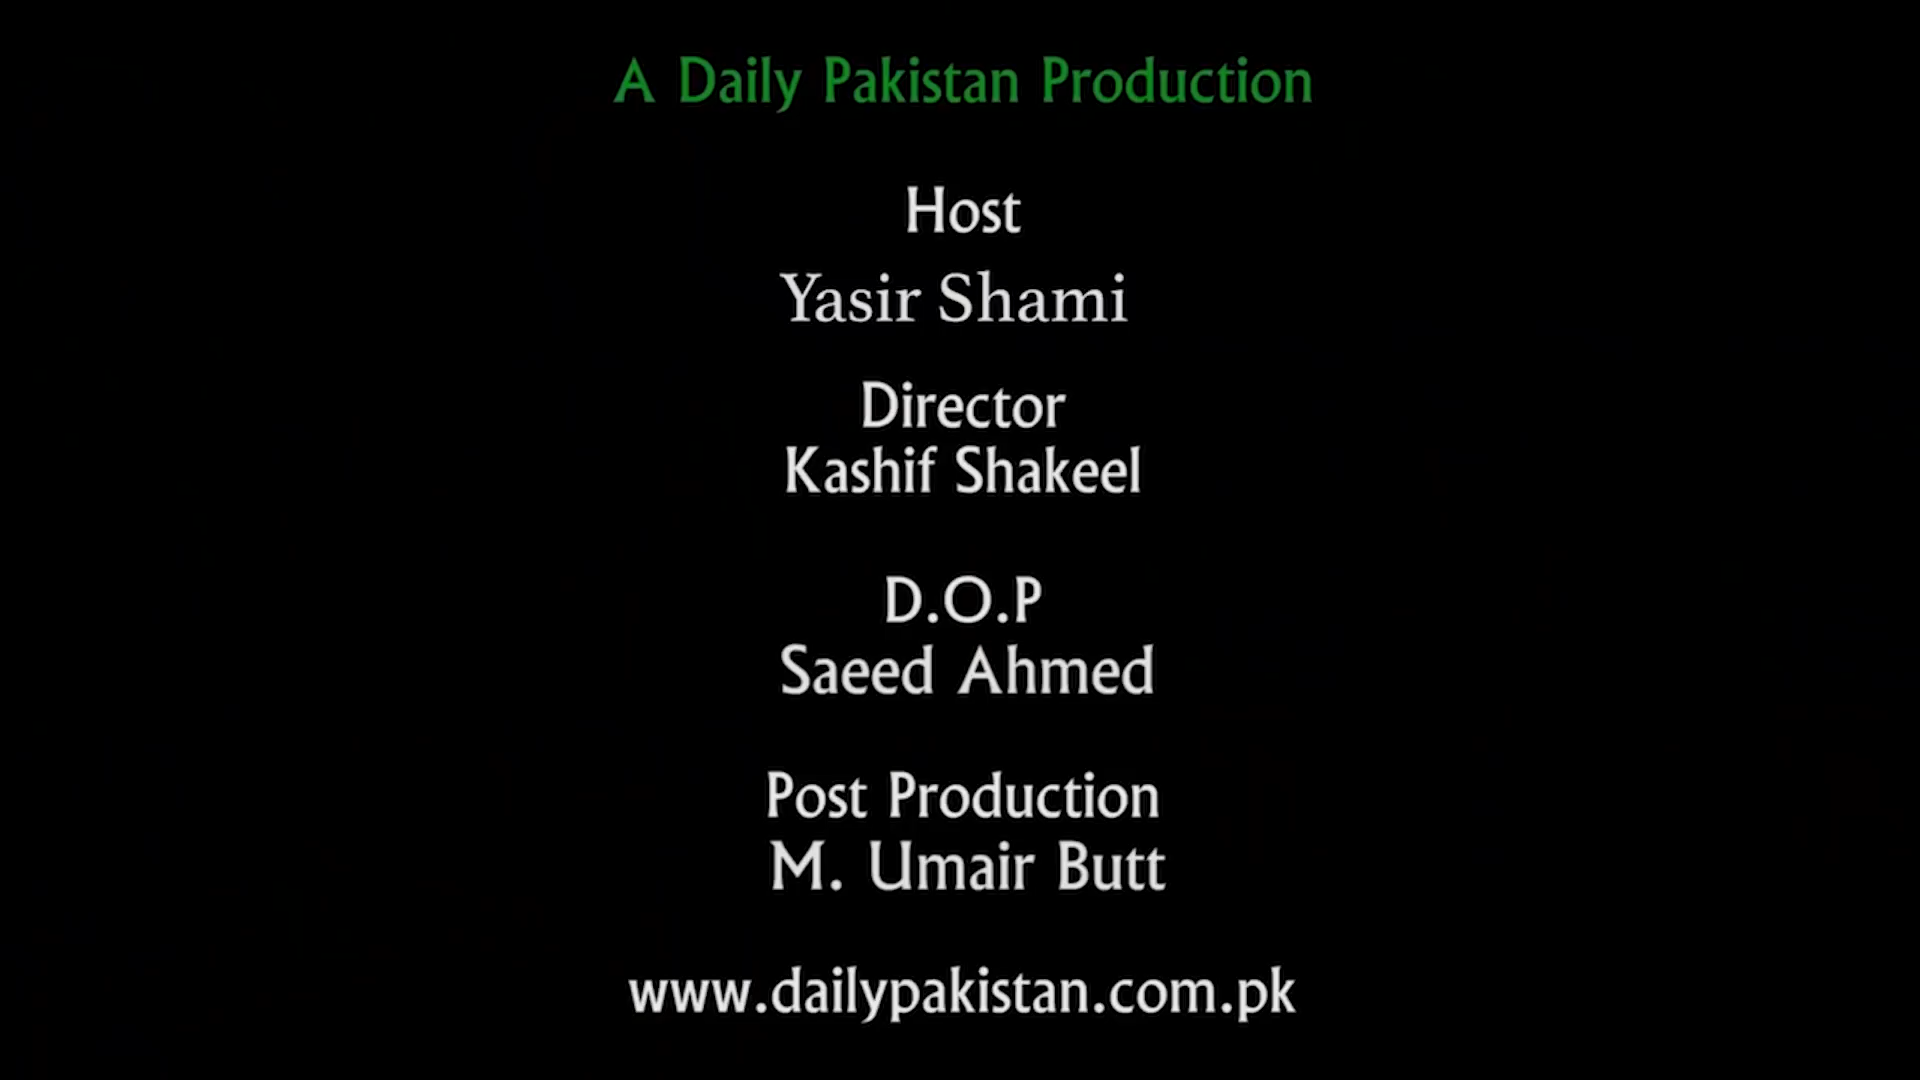 A Daily Pakistan Production
Host
Yasir Shami
Director
Kashif Shakeel
D.O.P
Saeed Ahmed
Post Production
M. Umair Butt
www.dailypakistan.com.pk